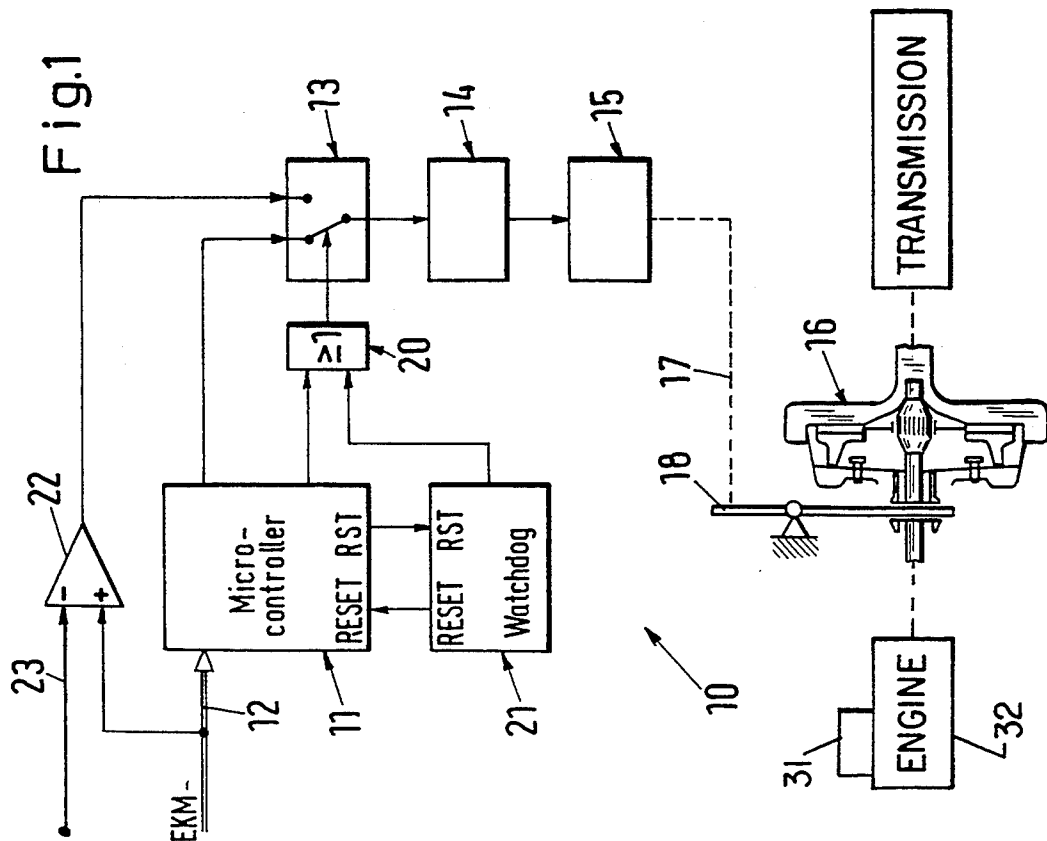 Fig.1
23
22
EKM-
12
Micro-
controller
RESET RST
11
RESET RST
Watchdog
21
≥1
20
13
14
15
17
18
16
10
31
ENGINE
32
TRANSMISSION
-
+